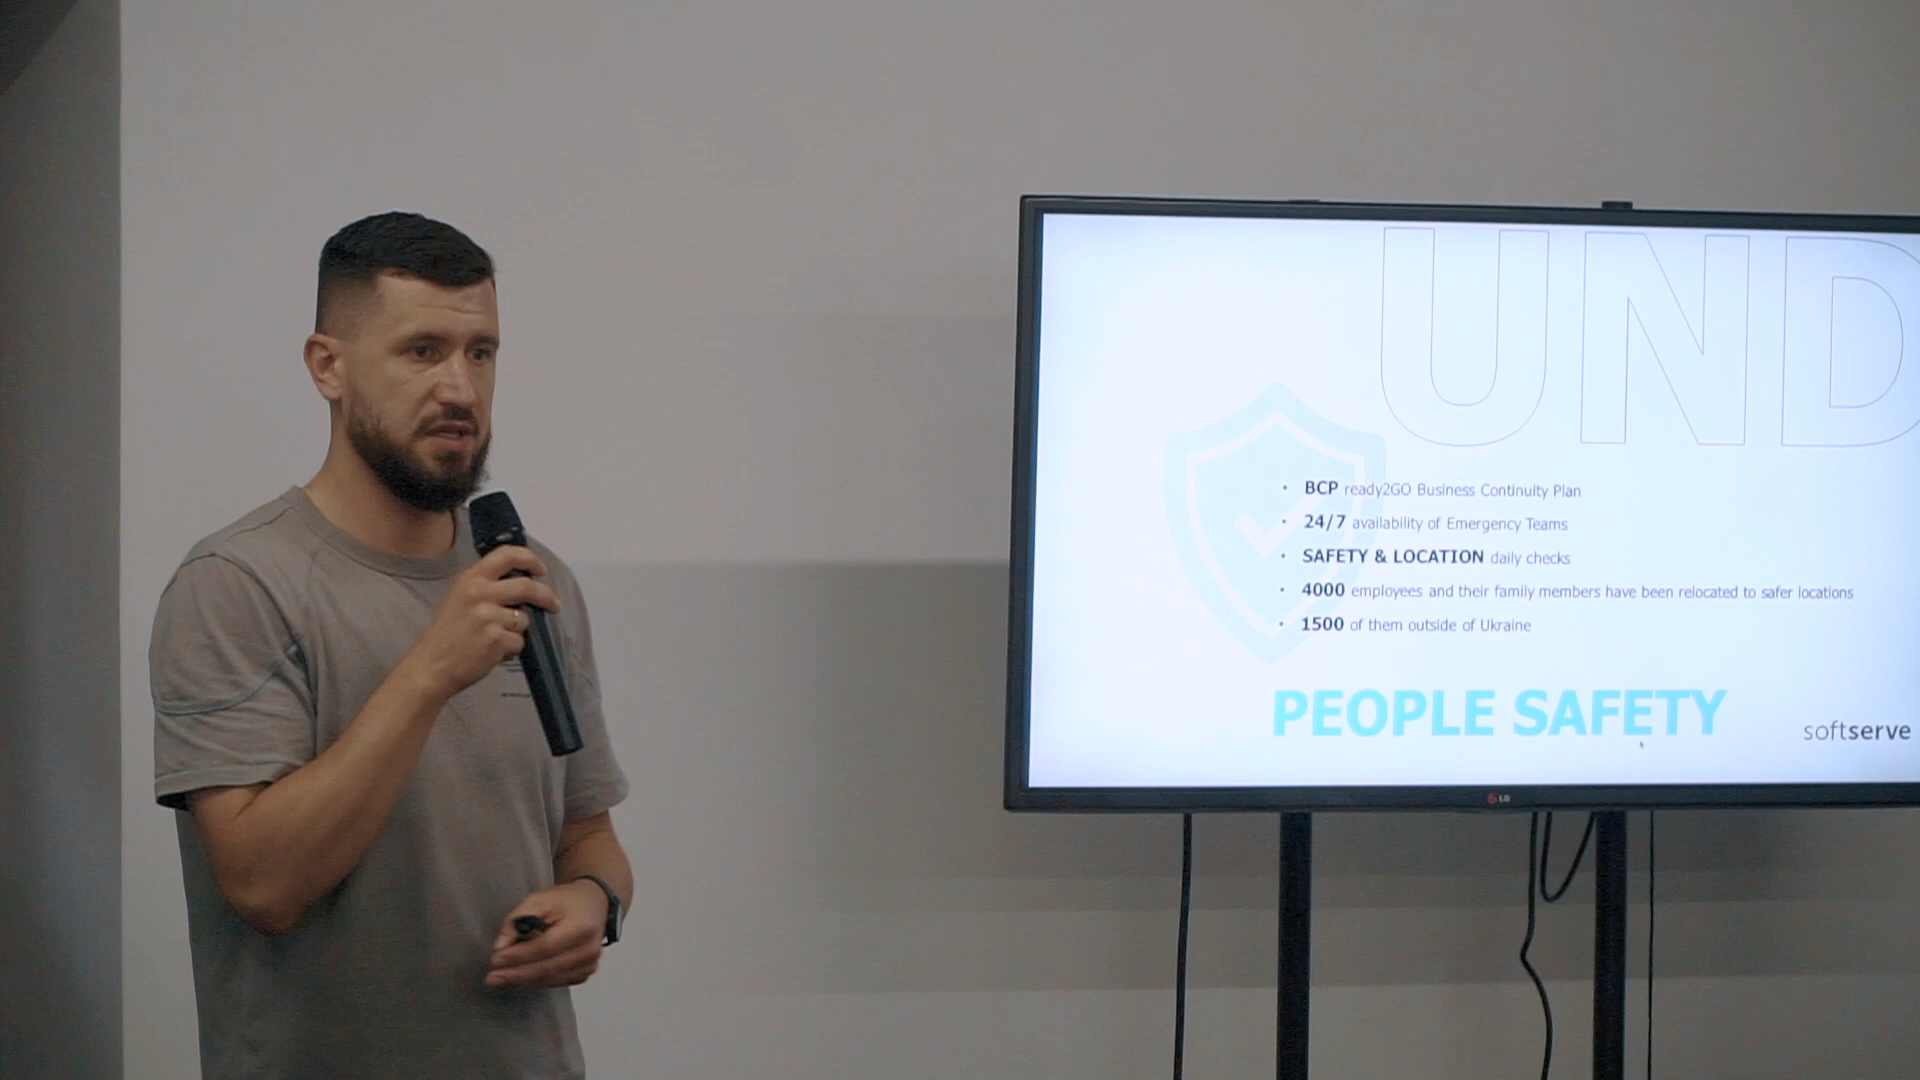 UND
• BCP ready2GO Business Continuity Plan
• 24/7 availability of Emergency Teams
• SAFETY & LOCATION daily checks
• 4000 employees and their family members have been relocated to safer locations
• 1500 of them outside of Ukraine
PEOPLE SAFETY
softserve
LG